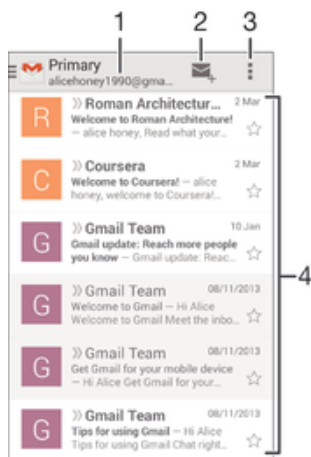 1 2 3
Primary
alicehoney1990@gma...
R
» Roman Architectur... 2 Mar
Welcome to Roman Architecture!
– alice honey, Read what your...
C
» Coursera 2 Mar
Welcome to Coursera! – alice
honey, welcome to Coursera!...
G
» Gmail Team 10 Jan
Gmail update: Reach more people
you know – Gmail update: Reac...
4
G
» Gmail Team 08/11/2013
Welcome to Gmail – Hi Alice
Welcome to Gmail Meet the inbo...
G
» Gmail Team 08/11/2013
Get Gmail for your mobile device
– Hi Alice Get Gmail for your...
G
» Gmail Team 08/11/2013
Tips for using Gmail – Hi Alice
Tips for using Gmail Chat right...